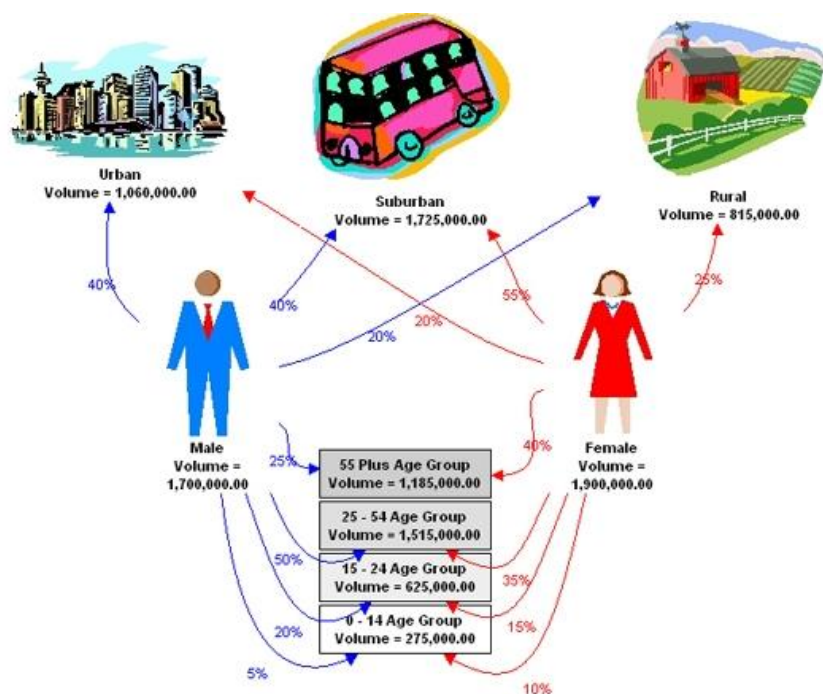 Urban
Volume = 1,060,000.00
Suburban
Volume = 1,725,000.00
Rural
Volume = 815,000.00
40%
40%
20%
20%
55%
25%
Male
Volume =
1,700,000.00
Female
Volume =
1,900,000.00
25%
40%
55 Plus Age Group
Volume = 1,185,000.00
25 - 54 Age Group
Volume = 1,515,000.00
50%
35%
15 - 24 Age Group
Volume = 625,000.00
20%
15%
0 - 14 Age Group
Volume = 275,000.00
5%
10%